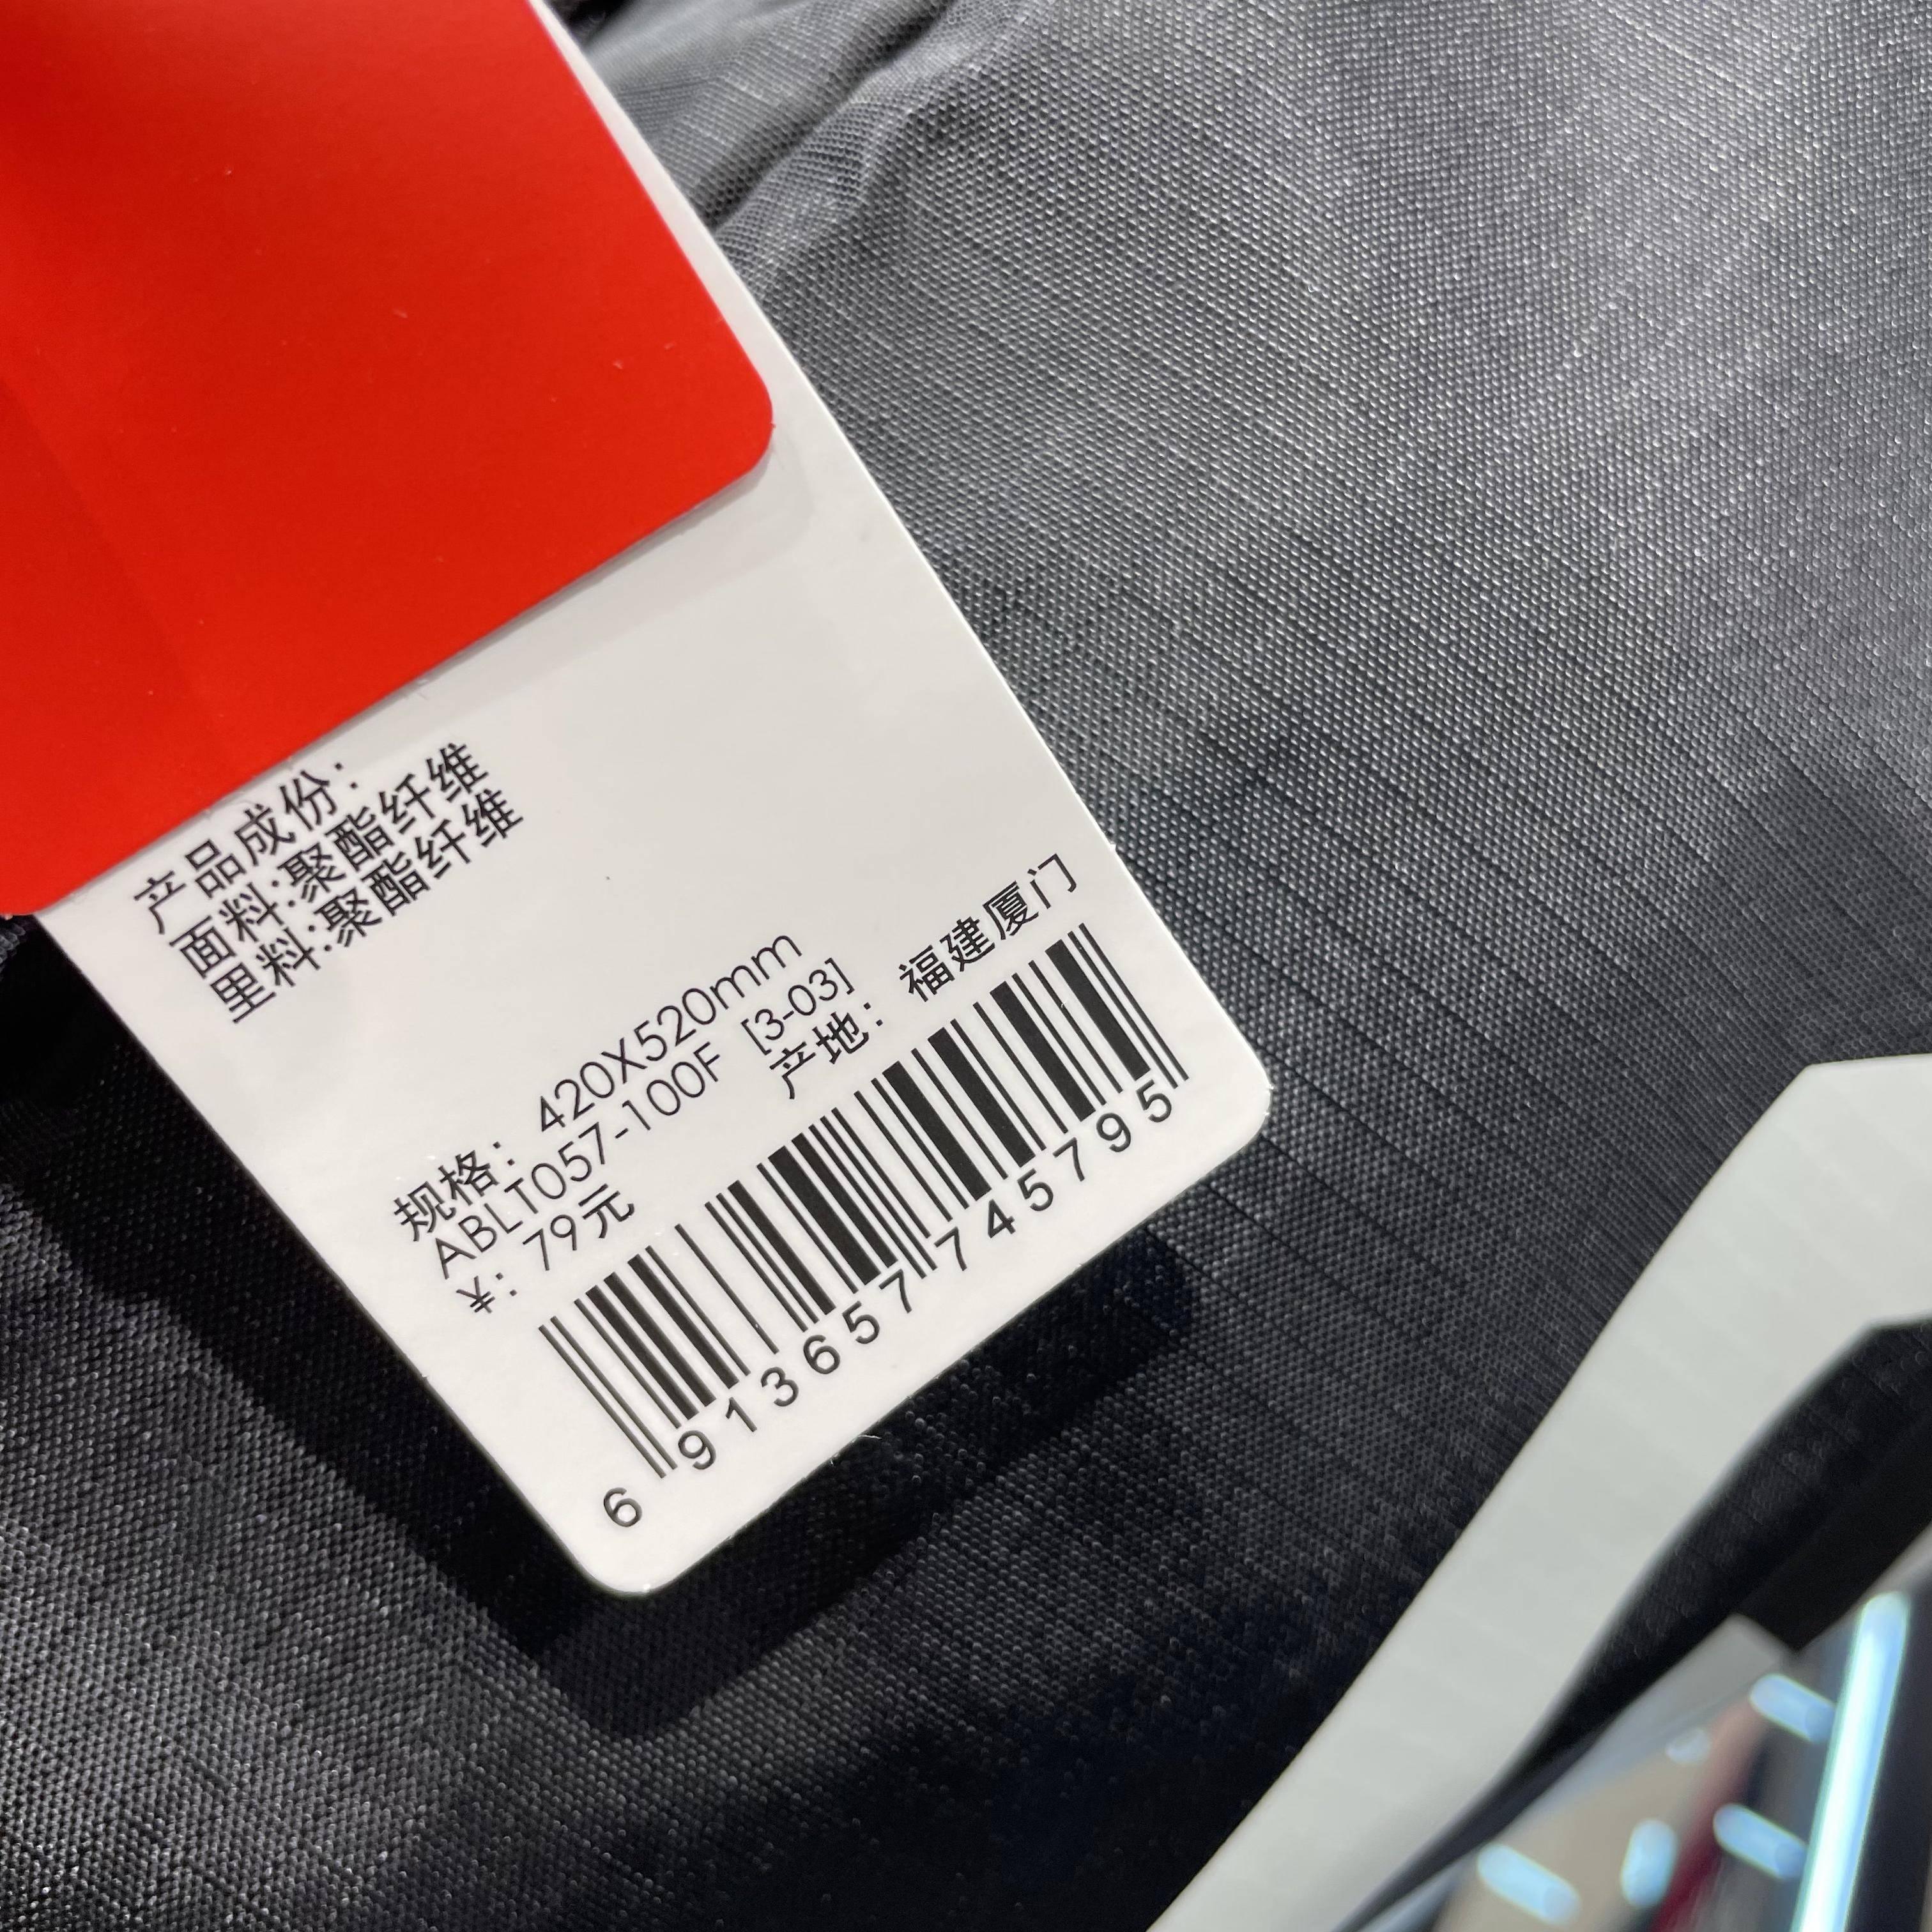 产品成份：
面料:聚酯纤维
里料:聚酯纤维
规格： 420X520mm
ABLT057-100F [3-03]
¥：79元 产地： 福建厦门
6 913657 745795